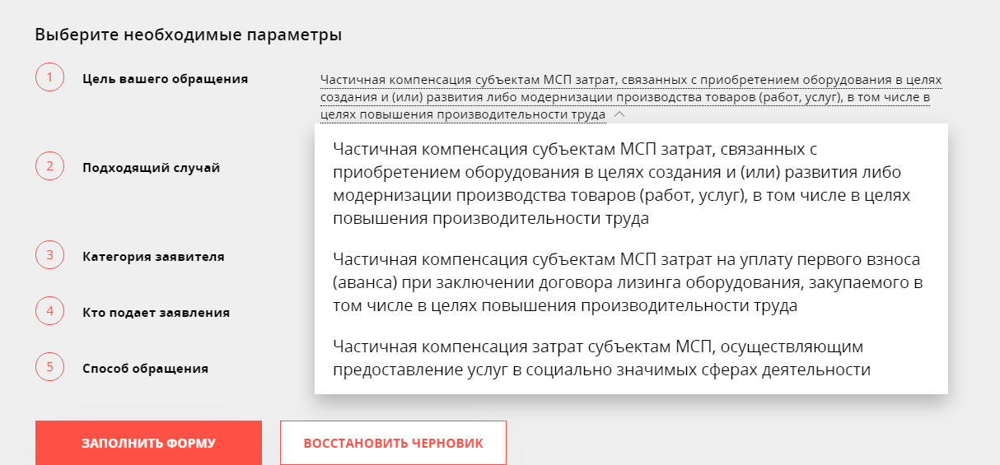 Выберите необходимые параметры
1 Цель вашего обращения
Частичная компенсация субъектам МСП затрат, связанных с приобретением оборудования в целях
создания и (или) развития либо модернизации производства товаров (работ, услуг), в том числе в
целях повышения производительности труда
Частичная компенсация субъектам МСП затрат, связанных с
приобретением оборудования в целях создания и (или) развития либо
модернизации производства товаров (работ, услуг), в том числе в целях
повышения производительности труда
Частичная компенсация субъектам МСП затрат на уплату первого взноса
(аванса) при заключении договора лизинга оборудования, закупаемого в
том числе в целях повышения производительности труда
Частичная компенсация затрат субъектам МСП, осуществляющим
предоставление услуг в социально значимых сферах деятельности
2 Подходящий случай
3 Категория заявителя
4 Кто подает заявления
5 Способ обращения
ЗАПОЛНИТЬ ФОРМУ
ВОССТАНОВИТЬ ЧЕРНОВИК